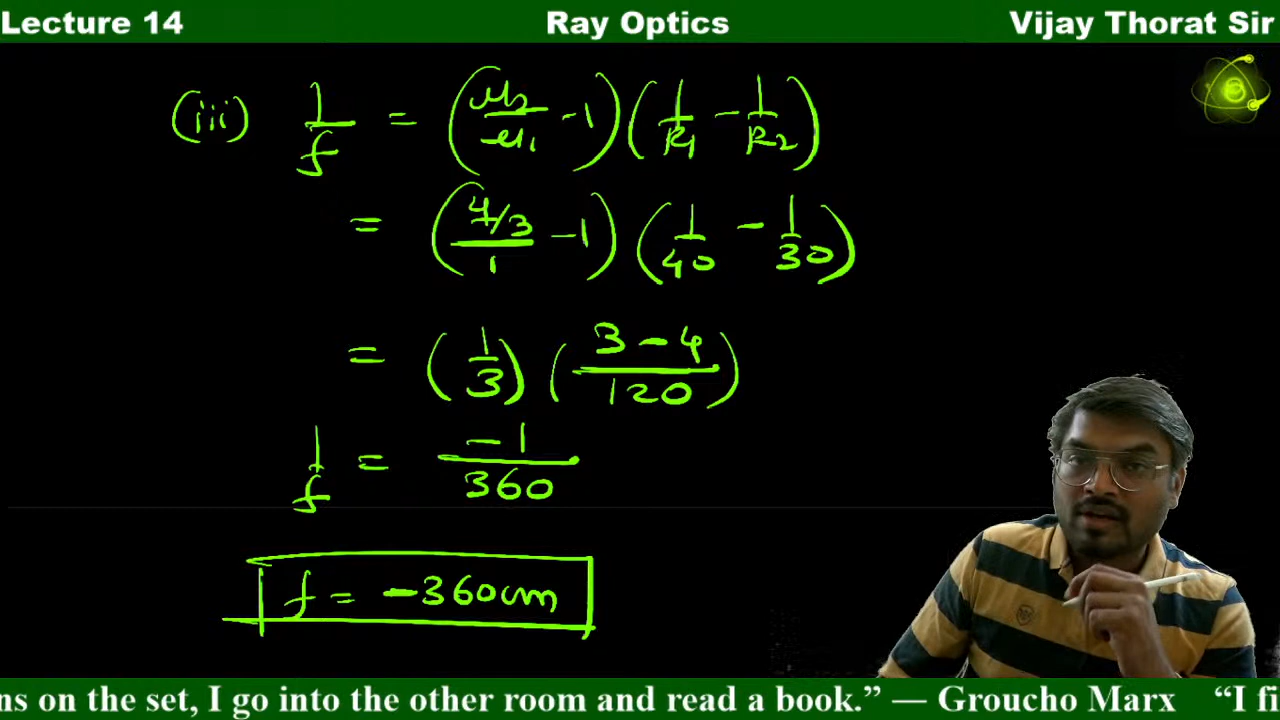 Lecture 14 Ray Optics Vijay Thorat Sir
(iii) 1/f = (μ2/μ1 - 1) (1/R1 - 1/R2)
= ((4/3)/1 - 1) (1/40 - 1/30)
= (1/3) ((3 - 4)/120)
1/f = -1/360
f = -360cm
ns on the set, I go into the other room and read a book.” — Groucho Marx “I fi